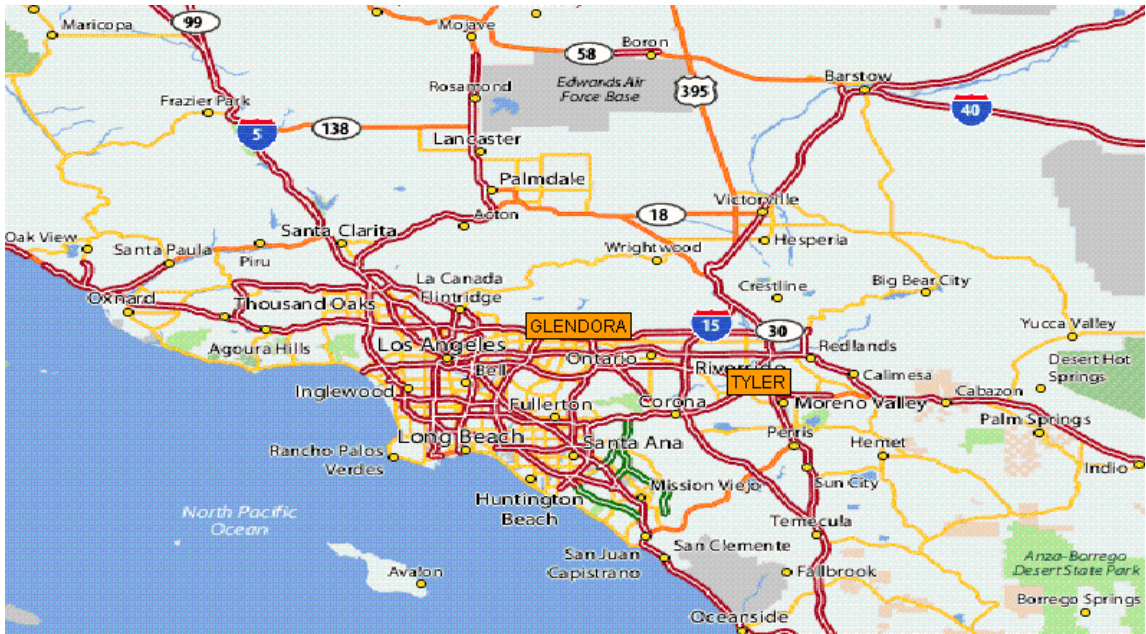 99
Maricopa
Mojave
58
Boron
Edwards Air
Force Base
395
Barstow
40
Rosamond
Frazier Park
5
138
Lancaster
Palmdale
Victorville
18
Acton
Santa Clarita
Oak View
Santa Paula
Piru
Wrightwood
Hesperia
La Canada
Flintridge
Crestline
Big Bear City
Oxnard
Thousand Oaks
GLENDORA
15
30
Yucca Valley
Agoura Hills
Los Angeles
Ontario
Redlands
Desert Hot
Springs
Bell
Riverside
TYLER
Calimesa
Inglewood
Fullerton
Corona
Moreno Valley
Cabazon
Palm Springs
Long Beach
Santa Ana
Perris
Hemet
Rancho Palos
Verdes
Indio
Mission Viejo
Sun City
Huntington
Beach
North Pacific
Ocean
Temecula
San Juan
Capistrano
San Clemente
Anza-Borrego
Desert State Park
Avalon
Fallbrook
Borrego Springs
Oceanside